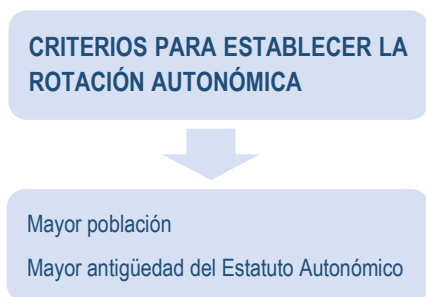 CRITERIOS PARA ESTABLECER LA
ROTACIÓN AUTONÓMICA
Mayor población
Mayor antigüedad del Estatuto Autonómico